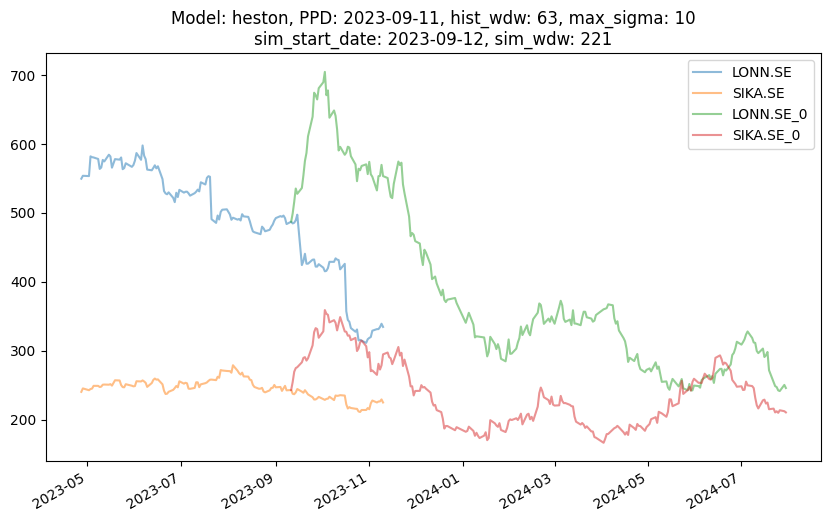 Model: heston, PPD: 2023-09-11, hist_wdw: 63, max_sigma: 10
sim_start_date: 2023-09-12, sim_wdw: 221
LONN.SE
SIKA.SE
LONN.SE_0
SIKA.SE_0
700
600
500
400
300
200
2023-05
2023-07
2023-09
2023-11
2024-01
2024-03
2024-05
2024-07